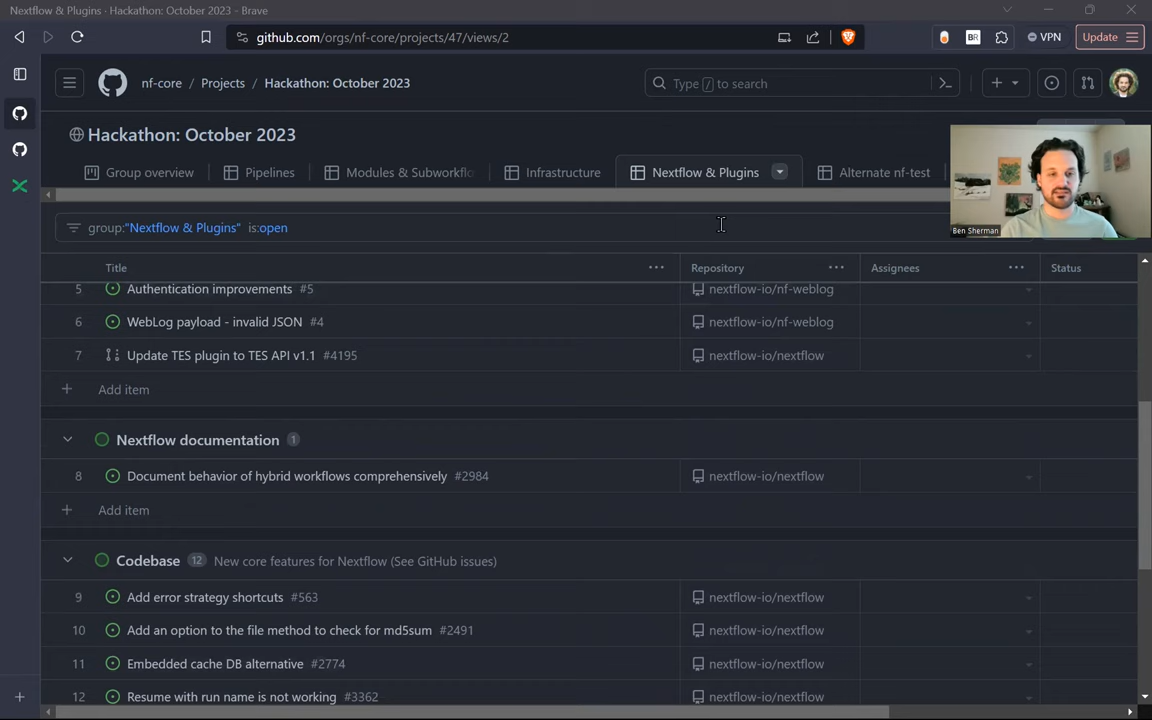 Nextflow & Plugins · Hackathon: October 2023 - Brave
github.com/orgs/nf-core/projects/47/views/2
BR
VPN
Update
nf-core / Projects / Hackathon: October 2023
Type / to search
Hackathon: October 2023
Group overview
Pipelines
Modules & Subworkflo
Infrastructure
Nextflow & Plugins
Alternate nf-test
group:"Nextflow & Plugins" is:open
Ben Sherman
Title
Repository
Assignees
Status
5 Authentication improvements #5 nextflow-io/nf-weblog
6 WebLog payload - invalid JSON #4 nextflow-io/nf-weblog
7 Update TES plugin to TES API v1.1 #4195 nextflow-io/nextflow
Add item
Nextflow documentation 1
8 Document behavior of hybrid workflows comprehensively #2984 nextflow-io/nextflow
Add item
Codebase 12 New core features for Nextflow (See GitHub issues)
9 Add error strategy shortcuts #563 nextflow-io/nextflow
10 Add an option to the file method to check for md5sum #2491 nextflow-io/nextflow
11 Embedded cache DB alternative #2774 nextflow-io/nextflow
12 Resume with run name is not working #3362 nextflow-io/nextflow